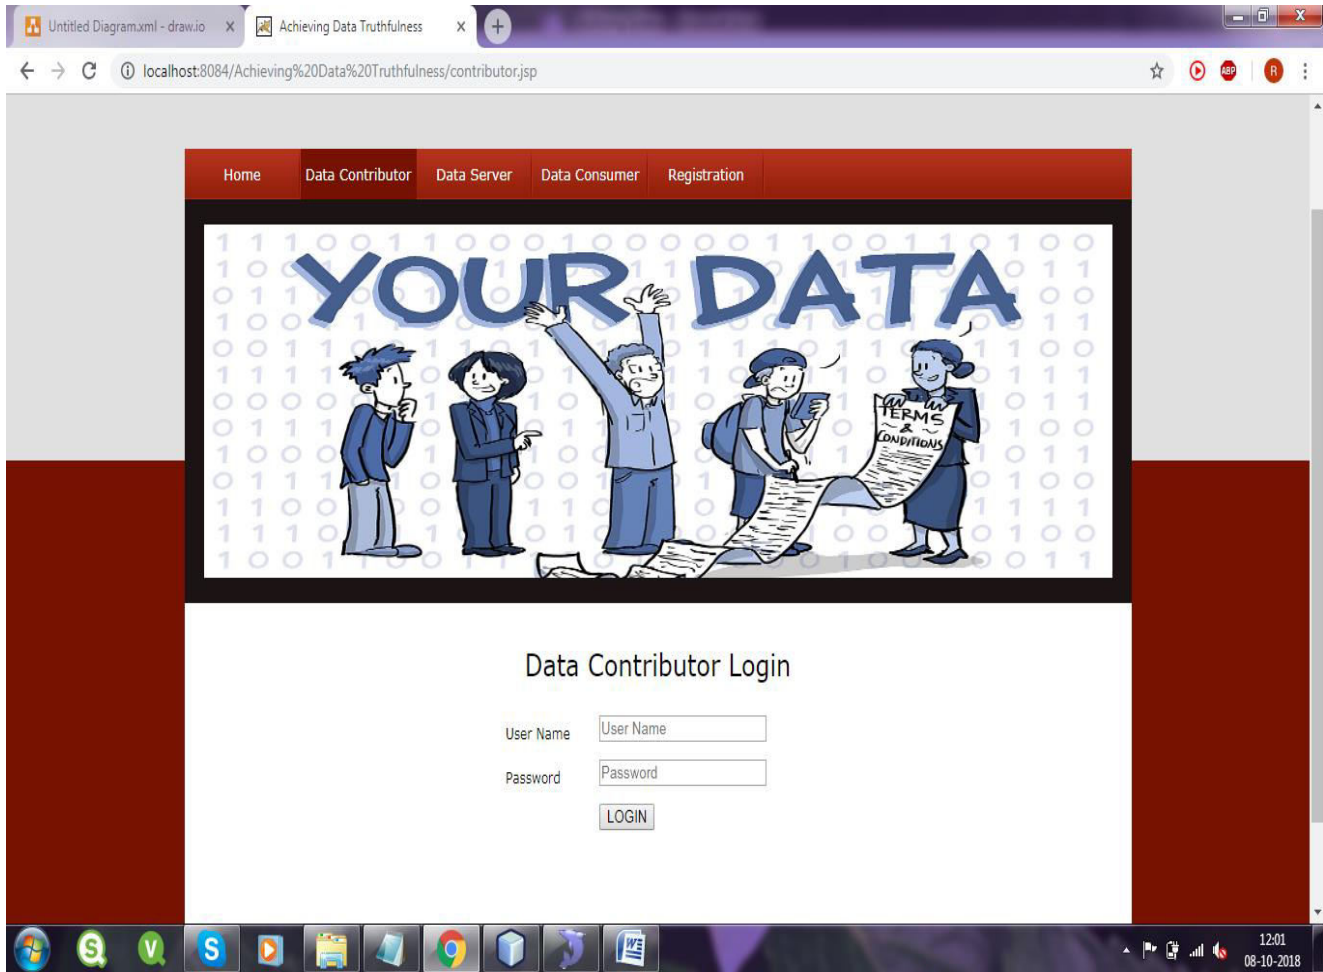 Untitled Diagram.xml - draw.io
Achieving Data Truthfulness
localhost:8084/Achieving%20Data%20Truthfulness/contributor.jsp
ABP
R
Home Data Contributor Data Server Data Consumer Registration
YOUR DATA
TERMS
&
CONDITIONS
Data Contributor Login
User Name User Name
Password Password
LOGIN
12:01
08-10-2018